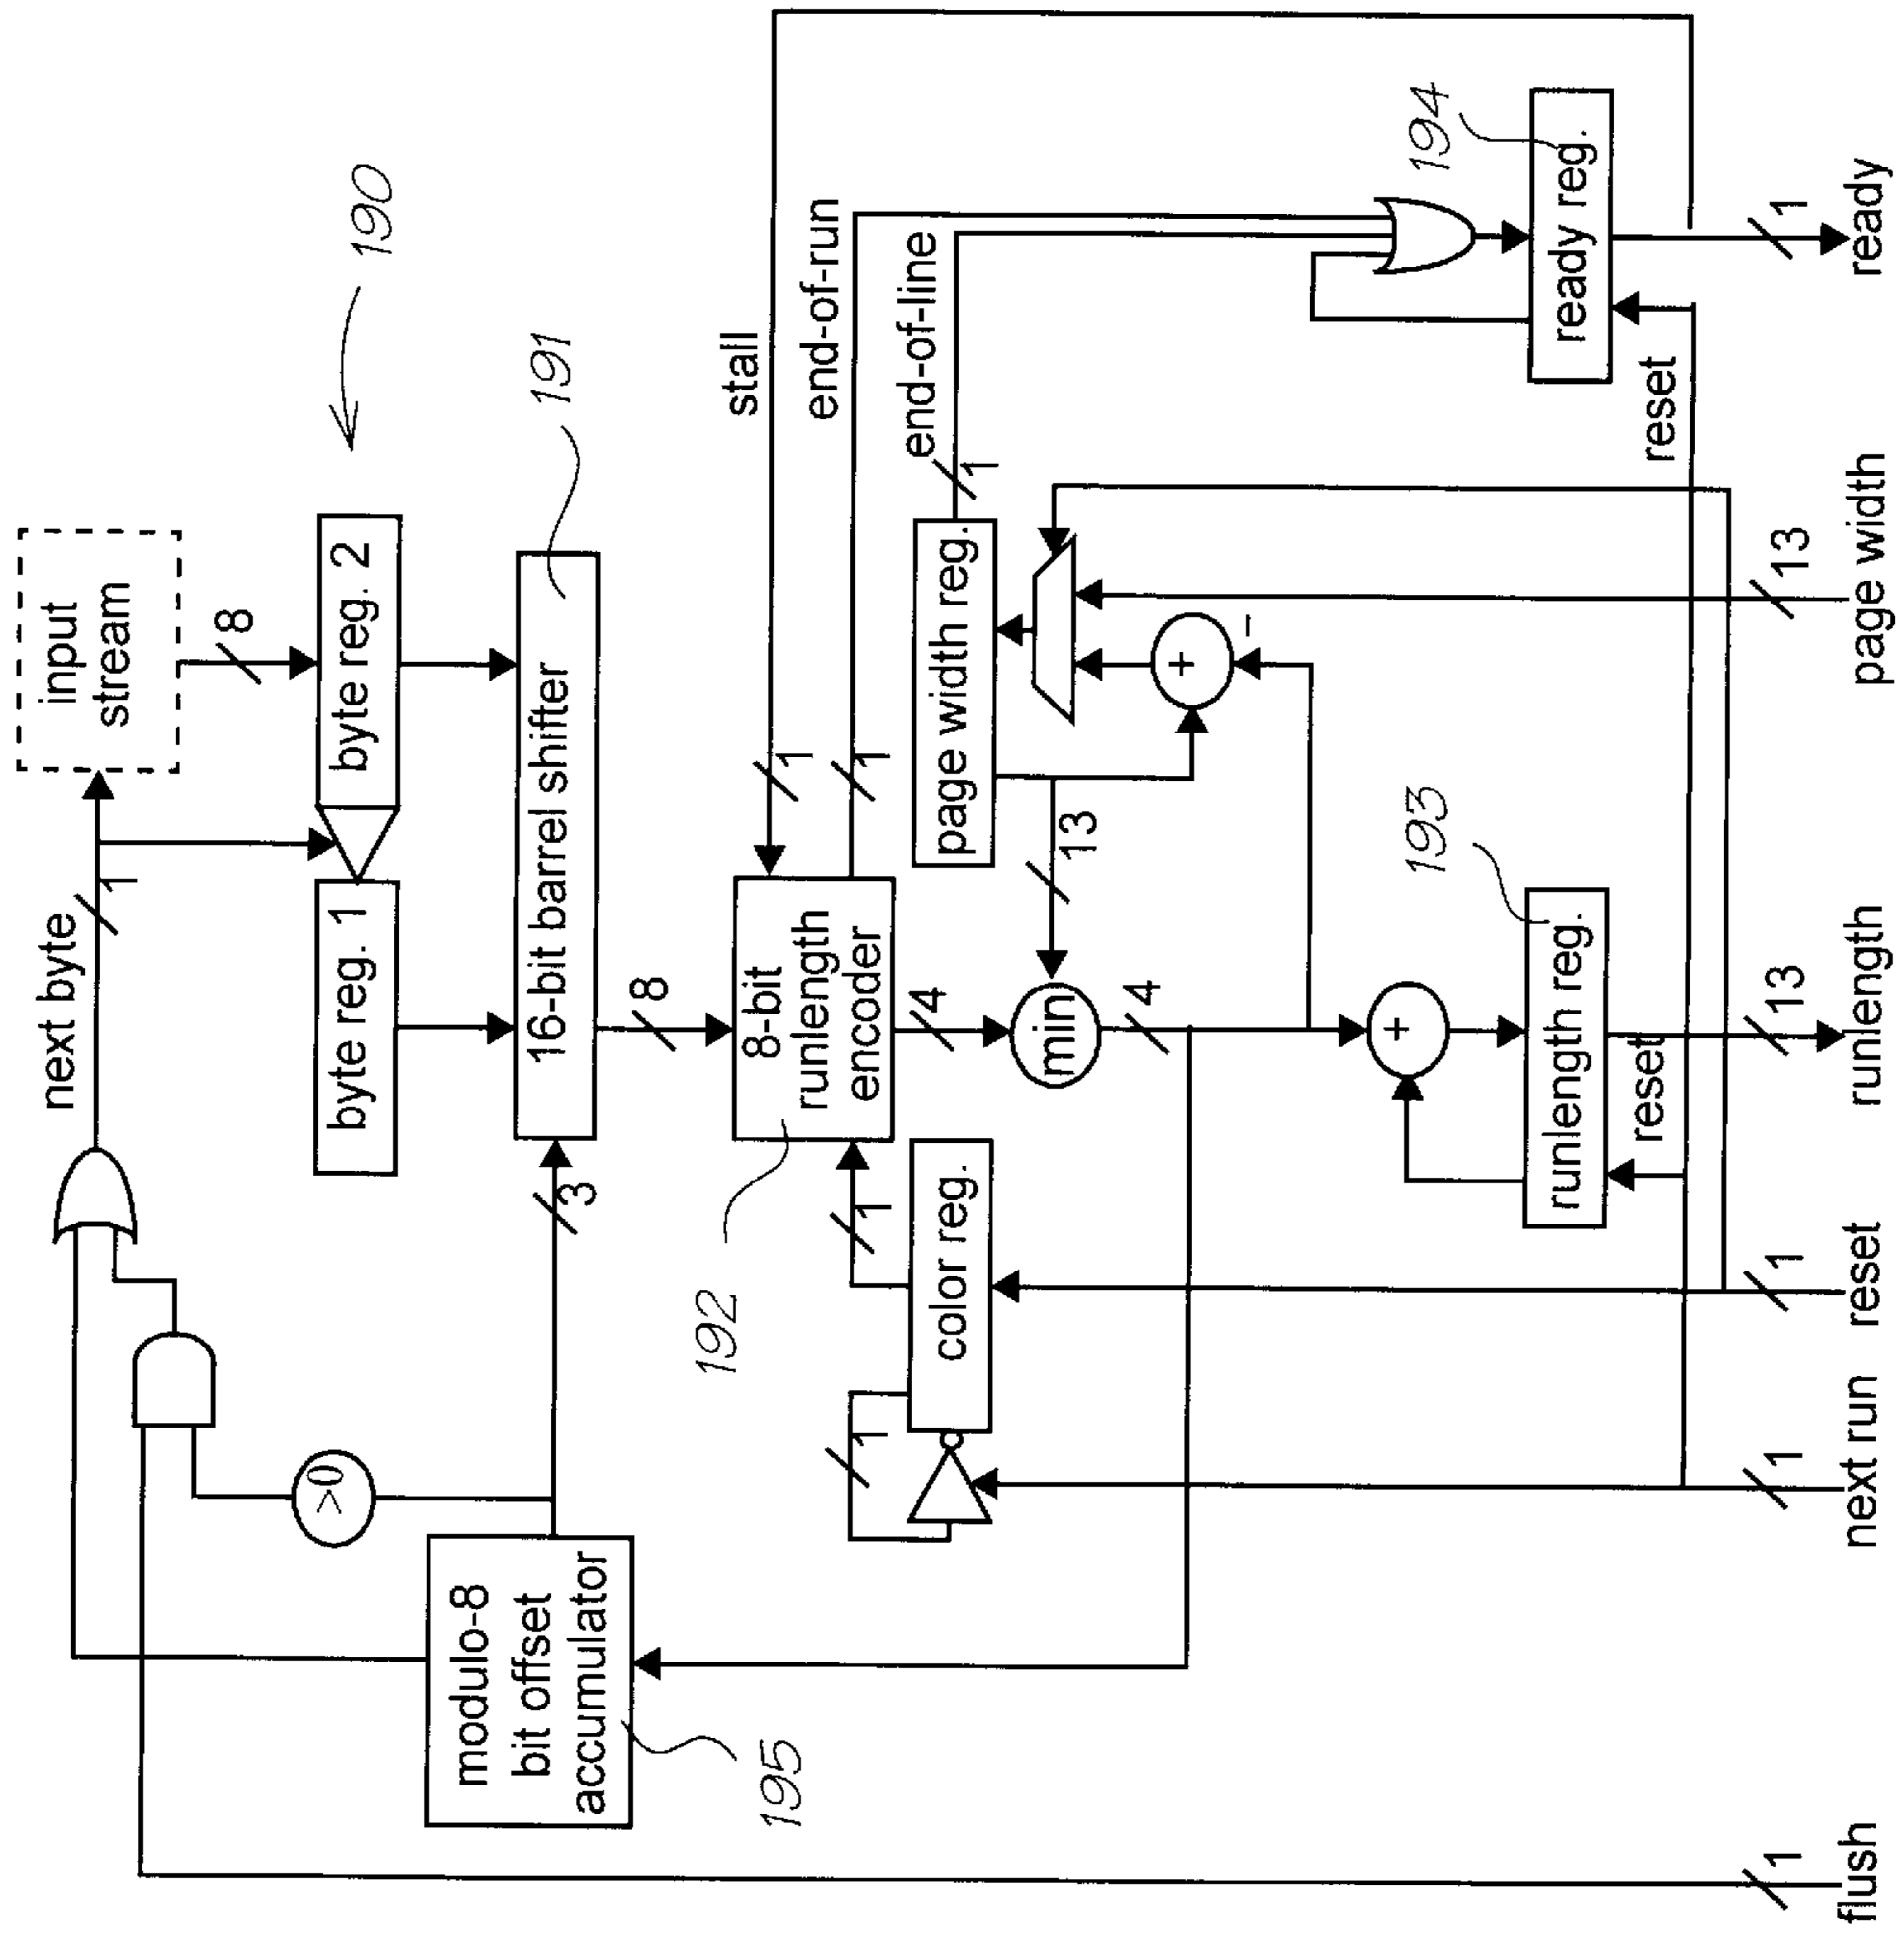 190
next byte
1
input
stream
8
byte reg. 1
byte reg. 2
191
16-bit barrel shifter
3
8
>0
modulo-8
bit offset
accumulator
195
192
8-bit
runlength
encoder
stall
1
end-of-run
1
end-of-line
1
1
color reg.
1
4
min
4
13
page width reg.
+
-
+
193
runlength reg.
reset
194
ready reg.
reset
1
flush
1
next run
1
reset
13
runlength
13
page width
1
ready